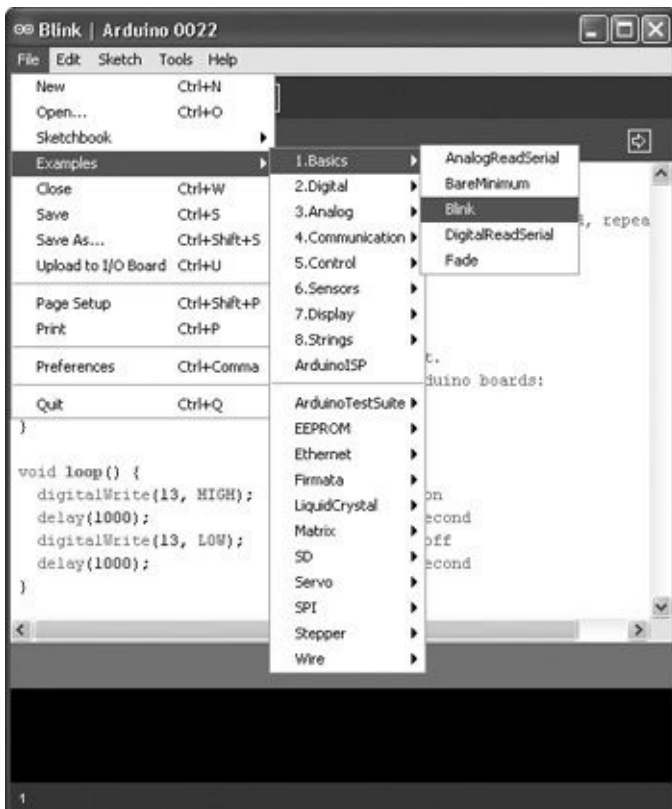 Blink | Arduino 0022
File Edit Sketch Tools Help
New Ctrl+N
Open... Ctrl+O
Sketchbook
Examples
Close Ctrl+W
Save Ctrl+S
Save As... Ctrl+Shift+S
Upload to I/O Board Ctrl+U
Page Setup Ctrl+Shift+P
Print Ctrl+P
Preferences Ctrl+Comma
Quit Ctrl+Q
1.Basics
2.Digital
3.Analog
4.Communication
5.Control
6.Sensors
7.Display
8.Strings
ArduinoISP
ArduinoTestSuite
EEPROM
Ethernet
Firmata
LiquidCrystal
Matrix
SD
Servo
SPI
Stepper
Wire
AnalogReadSerial
BareMinimum
Blink
DigitalReadSerial
Fade
, repea
t.
duino boards:
}
void loop() {
digitalWrite(13, HIGH); on
delay(1000); econd
digitalWrite(13, LOW); off
delay(1000); econd
}
1